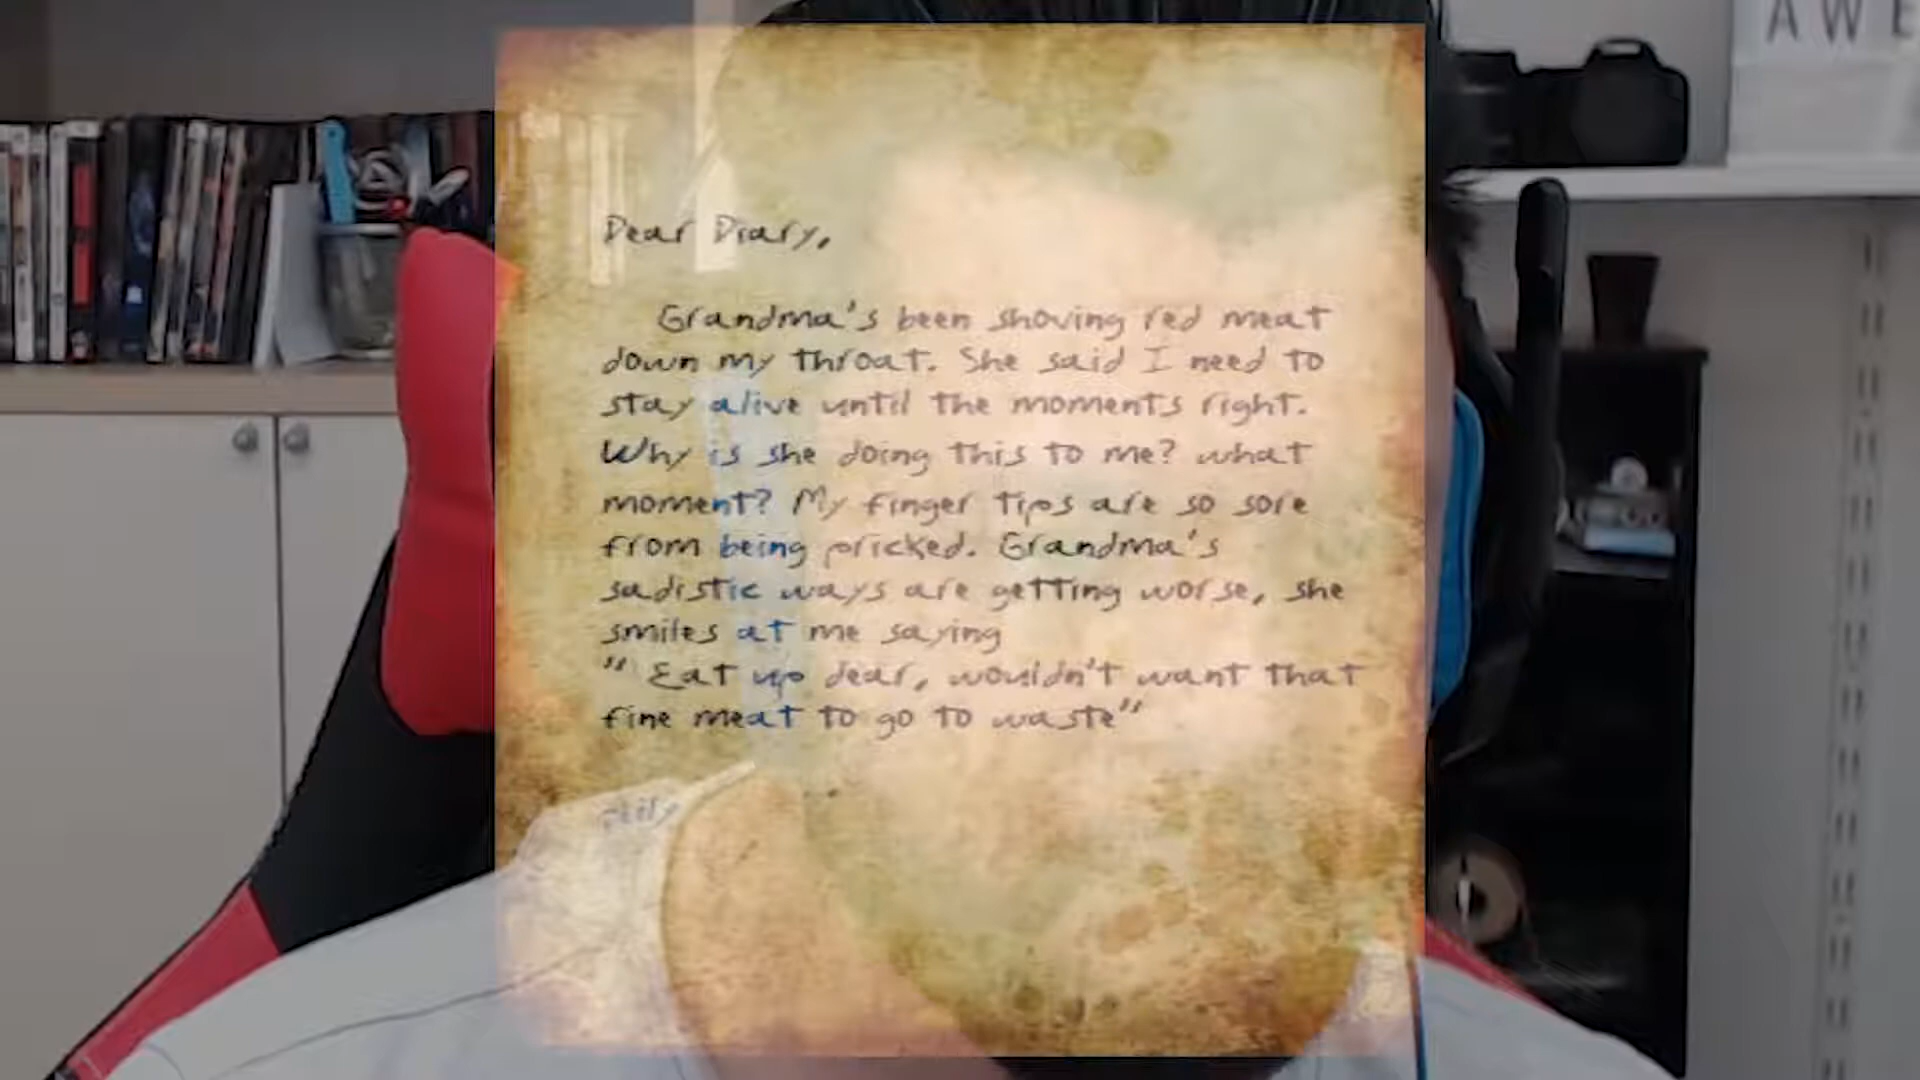 AWE
Dear Diary,
Grandma's been shoving red meat
down my throat. She said I need to
stay alive until the moments right.
Why is she doing this to me? what
moment? My finger tips are so sore
from being pricked. Grandma's
sadistic ways are getting worse, she
smiles at me saying
" Eat up dear, wouldn't want that
fine meat to go to waste"